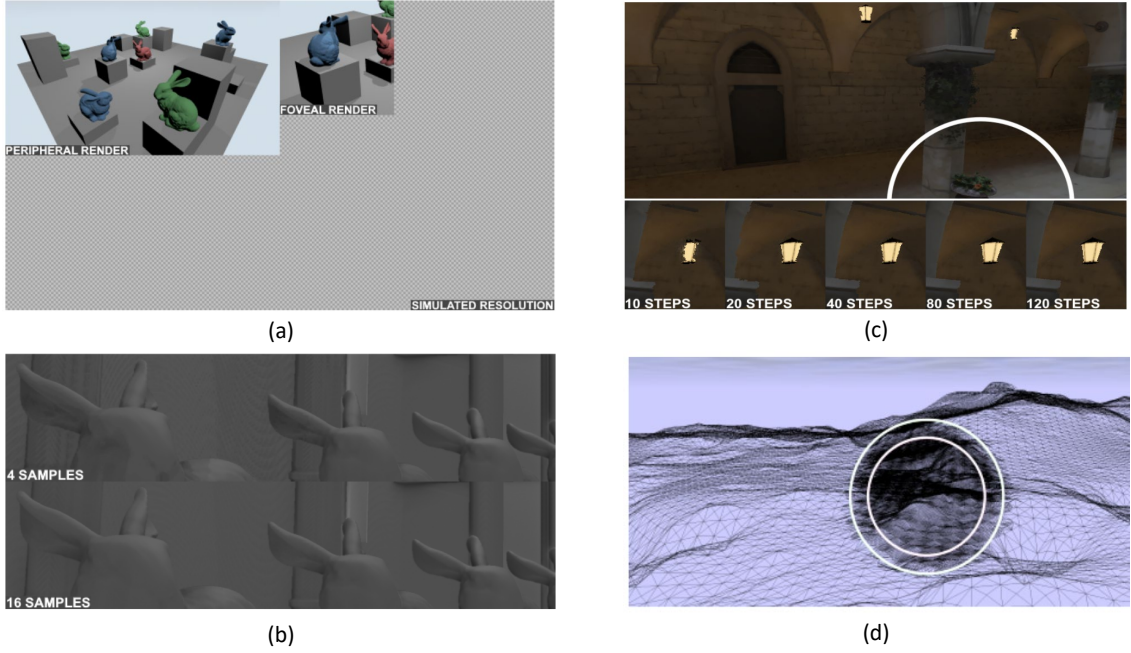 PERIPHERAL RENDER
FOVEAL RENDER
SIMULATED RESOLUTION
(a)
10 STEPS 20 STEPS 40 STEPS 80 STEPS 120 STEPS
(c)
4 SAMPLES
16 SAMPLES
(b)
(d)